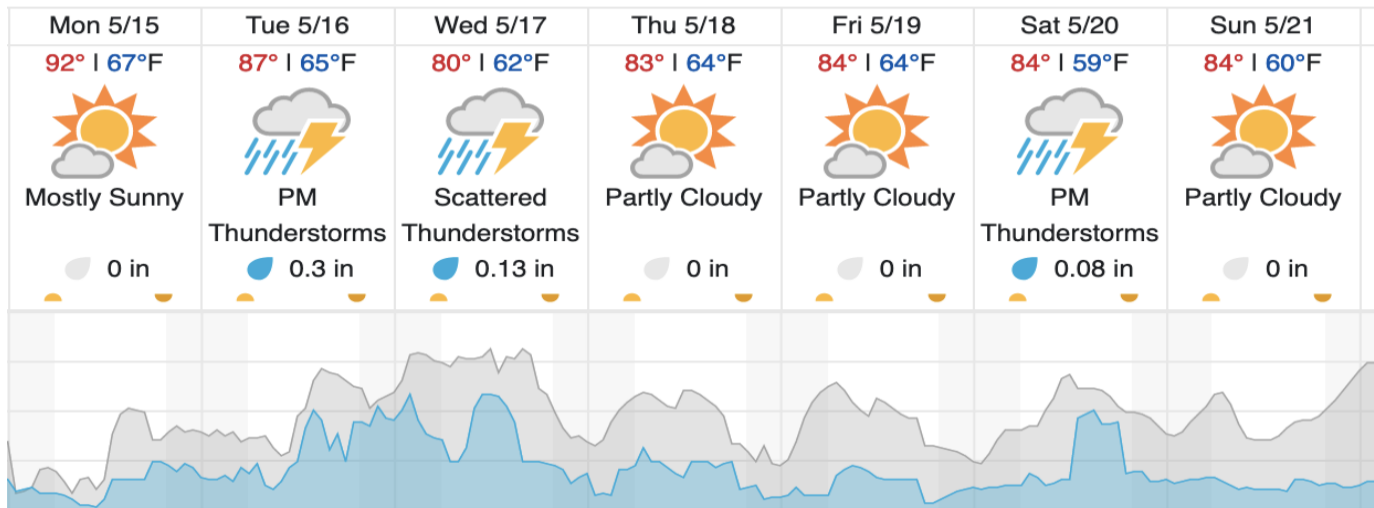 Mon 5/15 Tue 5/16 Wed 5/17 Thu 5/18 Fri 5/19 Sat 5/20 Sun 5/21
92° | 67°F 87° | 65°F 80° | 62°F 83° | 64°F 84° | 64°F 84° | 59°F 84° | 60°F
Mostly Sunny PM Scattered Partly Cloudy Partly Cloudy PM Partly Cloudy
Thunderstorms Thunderstorms Thunderstorms
0 in 0.3 in 0.13 in 0 in 0 in 0.08 in 0 in